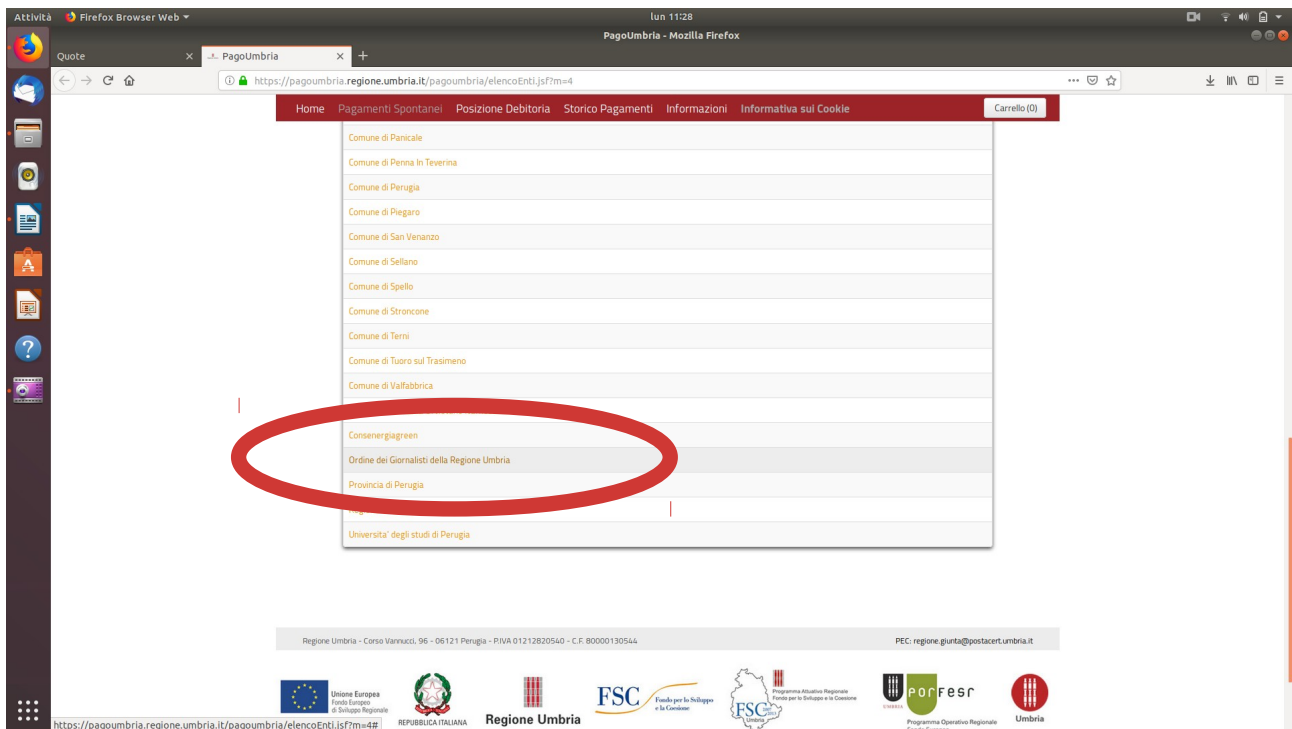 Attività Firefox Browser Web lun 11:28
PagoUmbria - Mozilla Firefox
Quote PagoUmbria
https://pagoumbria.regione.umbria.it/pagoumbria/elencoEnti.jsf?m=4
Home Pagamenti Spontanei Posizione Debitoria Storico Pagamenti Informazioni Informativa sui Cookie Carrello (0)
Comune di Panicale
Comune di Penna In Teverina
Comune di Perugia
Comune di Piegaro
Comune di San Venanzo
Comune di Sellano
Comune di Spello
Comune di Stroncone
Comune di Terni
Comune di Tuoro sul Trasimeno
Comune di Valfabbrica
Consenergiagreen
Ordine dei Giornalisti della Regione Umbria
Provincia di Perugia
Universita' degli studi di Perugia
Regione Umbria - Corso Vannucci, 96 - 06121 Perugia - P.IVA 01212820540 - C.F. 80000130544 PEC: regione.giunta@postacert.umbria.it
Unione Europea
Fondo Europeo
di Sviluppo Regionale
REPUBBLICA ITALIANA
Regione Umbria
FSC Fondo per lo Sviluppo
e la Coesione
Programma Attuativo Regionale
Fondo per lo Sviluppo e la Coesione
FSC
Umbria
UMBRIA
porFesr
Programma Operativo Regionale
Umbria
https://pagoumbria.regione.umbria.it/pagoumbria/elencoEnti.jsf?m=4#